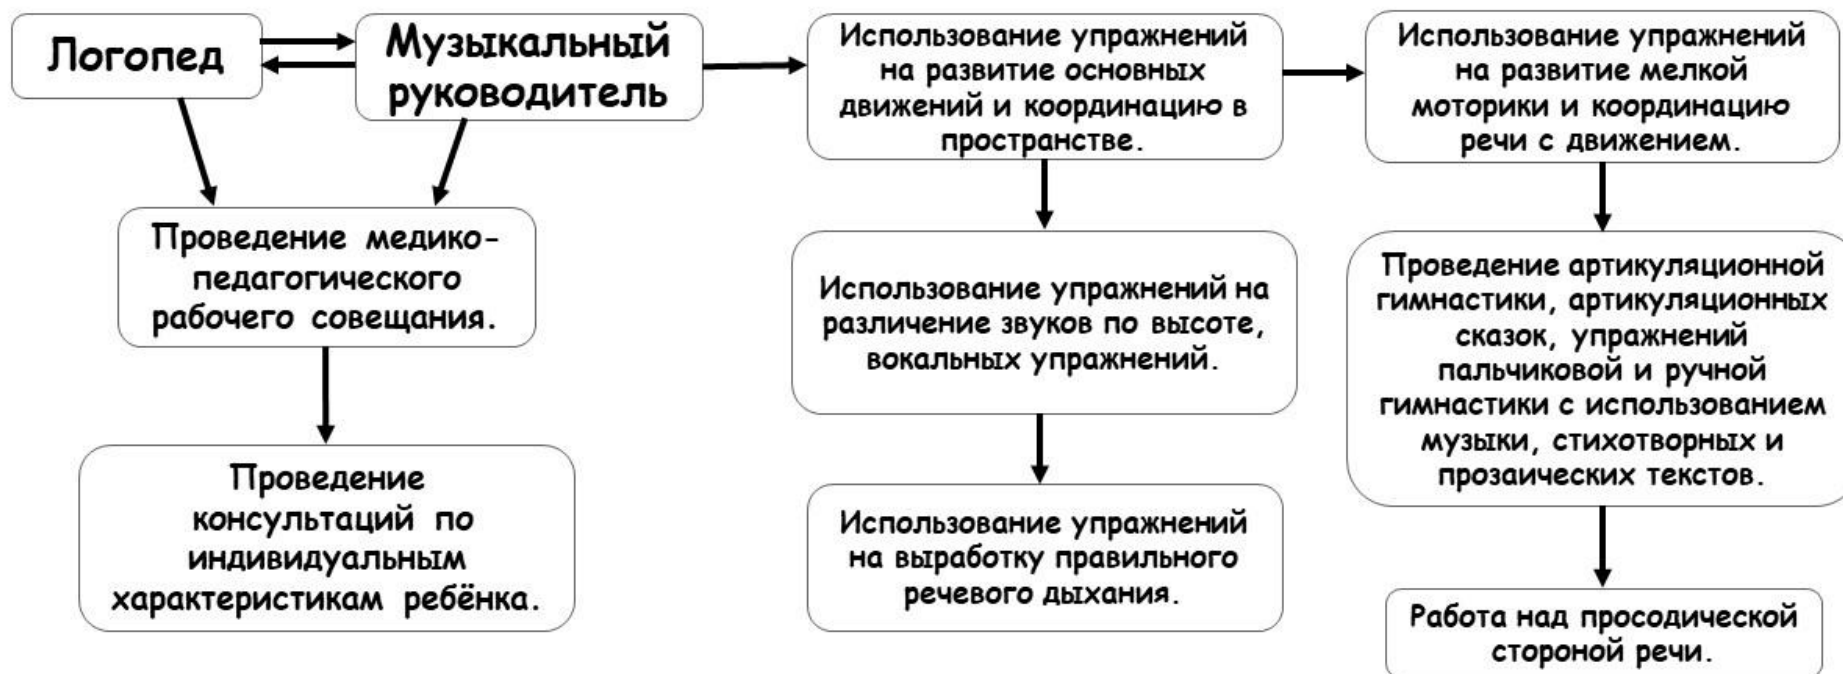 Логопед
Музыкальный
руководитель
Использование упражнений
на развитие основных
движений и координацию в
пространстве.
Использование упражнений
на развитие мелкой
моторики и координацию
речи с движением.
Проведение медико-
педагогического
рабочего совещания.
Использование упражнений на
различение звуков по высоте,
вокальных упражнений.
Проведение артикуляционной
гимнастики, артикуляционных
сказок, упражнений
пальчиковой и ручной
гимнастики с использованием
музыки, стихотворных и
прозаических текстов.
Проведение
консультаций по
индивидуальным
характеристикам ребёнка.
Использование упражнений
на выработку правильного
речевого дыхания.
Работа над просодической
стороной речи.